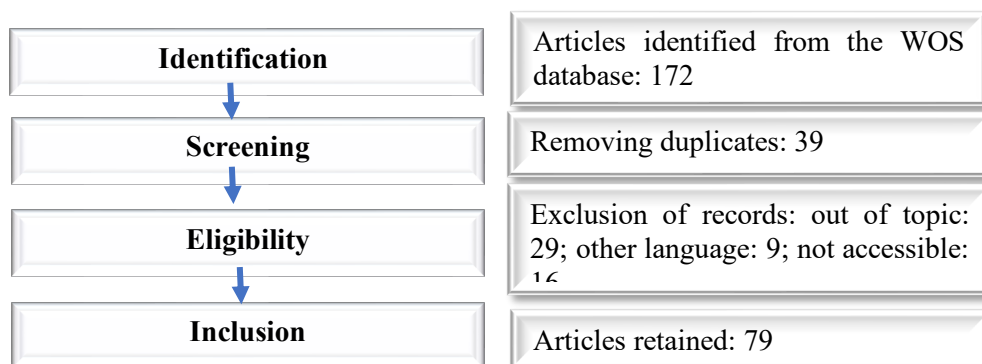 Identification
Articles identified from the WOS
database: 172
Screening
Removing duplicates: 39
Eligibility
Exclusion of records: out of topic:
29; other language: 9; not accessible:
16
Inclusion
Articles retained: 79